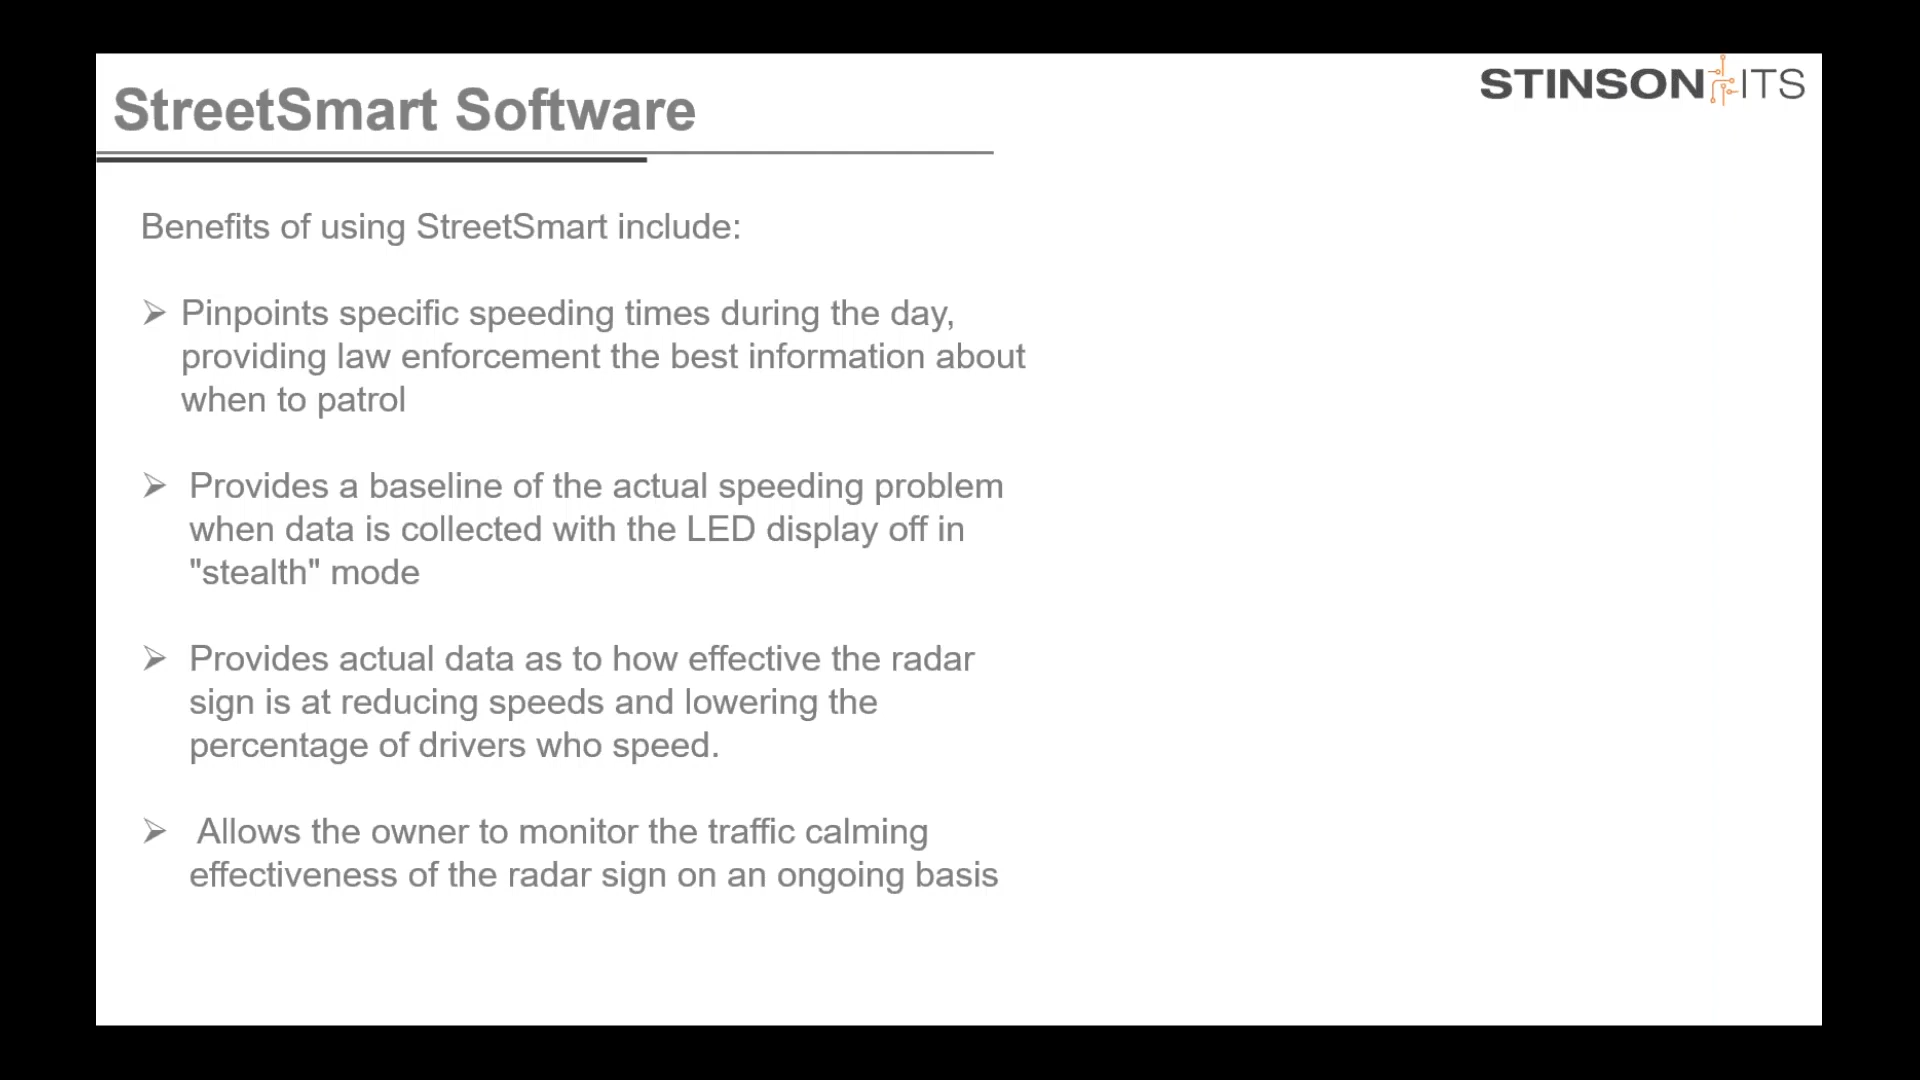 STINSON ITS
StreetSmart Software
Benefits of using StreetSmart include:
➢ Pinpoints specific speeding times during the day,
providing law enforcement the best information about
when to patrol
➢ Provides a baseline of the actual speeding problem
when data is collected with the LED display off in
"stealth" mode
➢ Provides actual data as to how effective the radar
sign is at reducing speeds and lowering the
percentage of drivers who speed.
➢ Allows the owner to monitor the traffic calming
effectiveness of the radar sign on an ongoing basis